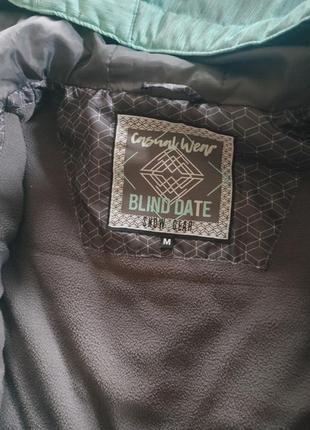 Casual Wear
BLIND DATE
SNOW GEAR
M